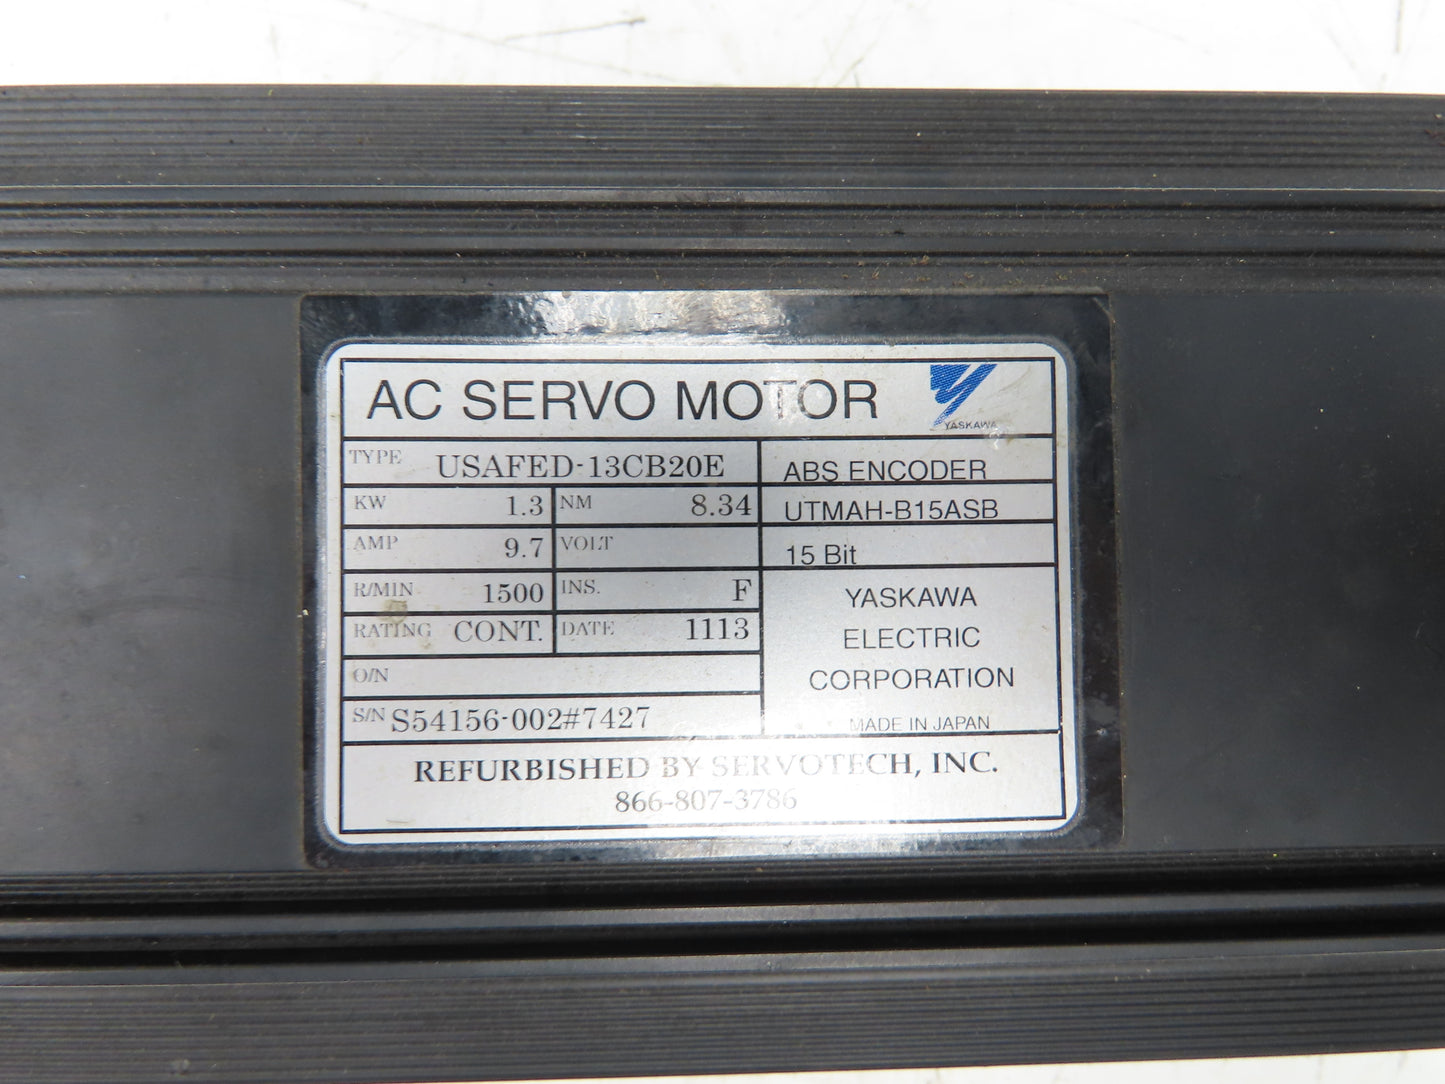 AC SERVO MOTOR
YASKAWA
TYPE USAFED-13CB20E
ABS ENCODER
KW 1.3 NM 8.34
UTMAH-B15ASB
AMP 9.7 VOLT
15 Bit
R/MIN 1500 INS. F
RATING CONT. DATE 1113
O/N
S/N S54156-002#7427
YASKAWA
ELECTRIC
CORPORATION
MADE IN JAPAN
REFURBISHED BY SERVOTECH, INC.
866-807-3786